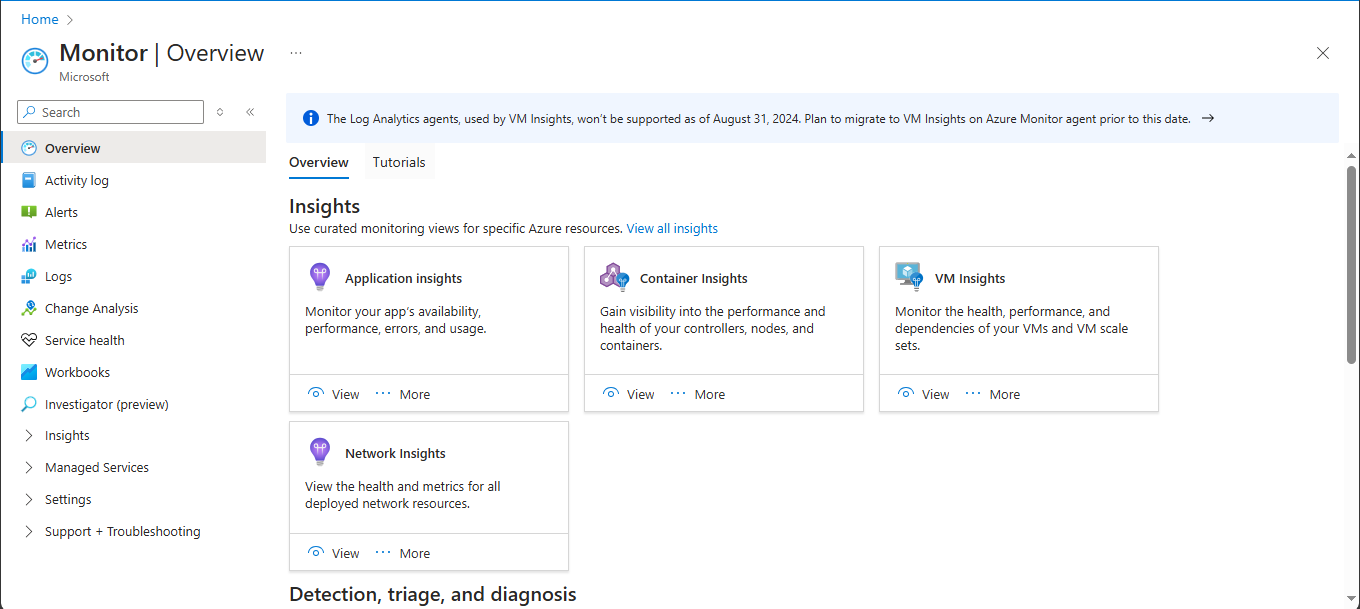 Home
Monitor | Overview
Microsoft
Search
Overview
Activity log
Alerts
Metrics
Logs
Change Analysis
Service health
Workbooks
Investigator (preview)
Insights
Managed Services
Settings
Support + Troubleshooting
The Log Analytics agents, used by VM Insights, won't be supported as of August 31, 2024. Plan to migrate to VM Insights on Azure Monitor agent prior to this date.
Overview Tutorials
Insights
Use curated monitoring views for specific Azure resources. View all insights
Application insights
Monitor your app's availability,
performance, errors, and usage.
View More
Container Insights
Gain visibility into the performance and
health of your controllers, nodes, and
containers.
View More
VM Insights
Monitor the health, performance, and
dependencies of your VMs and VM scale
sets.
View More
Network Insights
View the health and metrics for all
deployed network resources.
View More
Detection, triage, and diagnosis